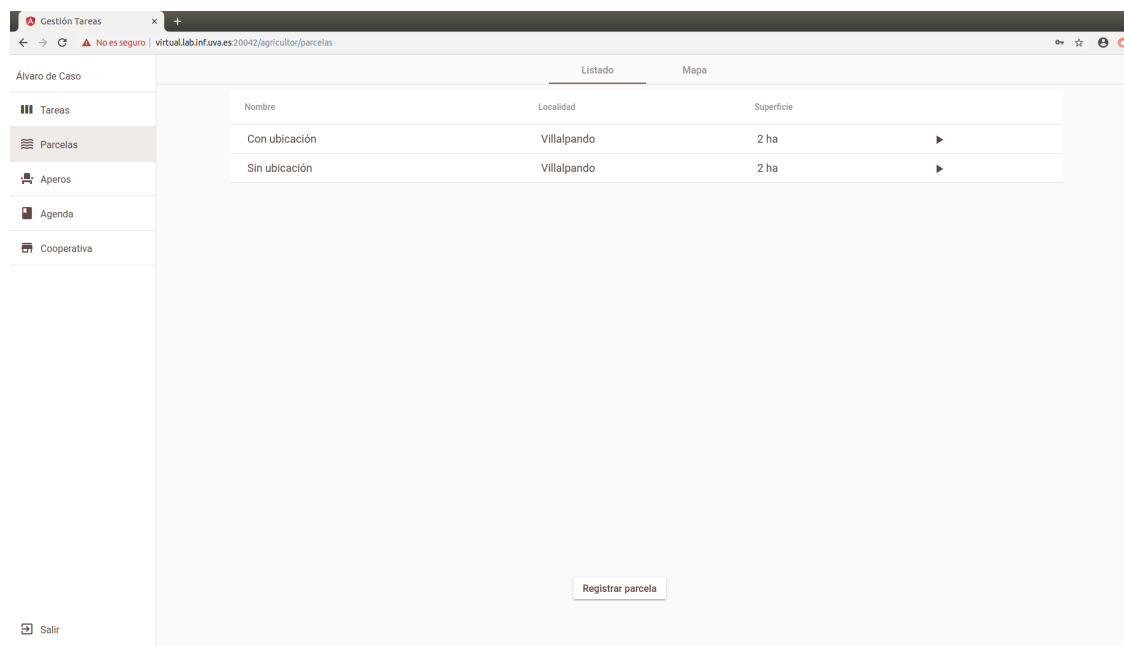 Gestión Tareas × +
No es seguro | virtual.lab.inf.uva.es:20042/agricultor/parcelas
Álvaro de Caso
Tareas
Parcelas
Aperos
Agenda
Cooperativa
Salir
Listado Mapa
Nombre Localidad Superficie
Con ubicación Villalpando 2 ha
Sin ubicación Villalpando 2 ha
Registrar parcela